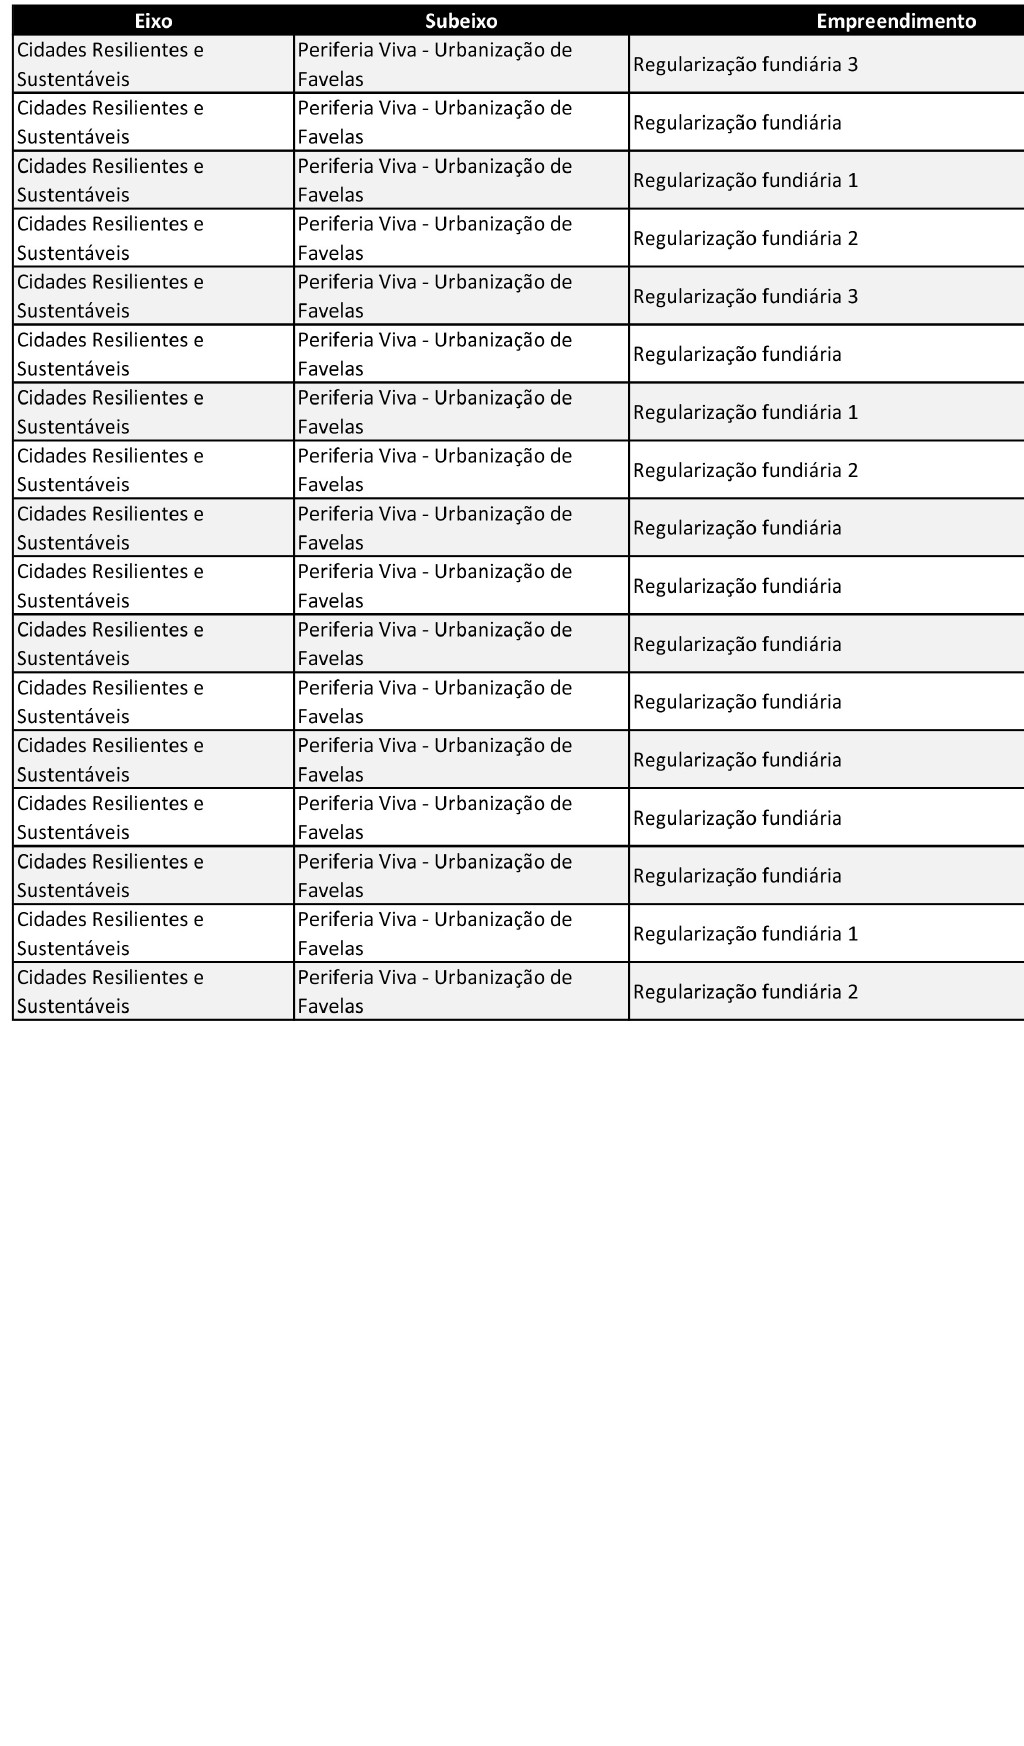 Eixo Subeixo Empreendimento
Cidades Resilientes e Periferia Viva - Urbanização de
Sustentáveis Favelas Regularização fundiária 3
Cidades Resilientes e Periferia Viva - Urbanização de
Sustentáveis Favelas Regularização fundiária
Cidades Resilientes e Periferia Viva - Urbanização de
Sustentáveis Favelas Regularização fundiária 1
Cidades Resilientes e Periferia Viva - Urbanização de
Sustentáveis Favelas Regularização fundiária 2
Cidades Resilientes e Periferia Viva - Urbanização de
Sustentáveis Favelas Regularização fundiária 3
Cidades Resilientes e Periferia Viva - Urbanização de
Sustentáveis Favelas Regularização fundiária
Cidades Resilientes e Periferia Viva - Urbanização de
Sustentáveis Favelas Regularização fundiária 1
Cidades Resilientes e Periferia Viva - Urbanização de
Sustentáveis Favelas Regularização fundiária 2
Cidades Resilientes e Periferia Viva - Urbanização de
Sustentáveis Favelas Regularização fundiária
Cidades Resilientes e Periferia Viva - Urbanização de
Sustentáveis Favelas Regularização fundiária
Cidades Resilientes e Periferia Viva - Urbanização de
Sustentáveis Favelas Regularização fundiária
Cidades Resilientes e Periferia Viva - Urbanização de
Sustentáveis Favelas Regularização fundiária
Cidades Resilientes e Periferia Viva - Urbanização de
Sustentáveis Favelas Regularização fundiária
Cidades Resilientes e Periferia Viva - Urbanização de
Sustentáveis Favelas Regularização fundiária
Cidades Resilientes e Periferia Viva - Urbanização de
Sustentáveis Favelas Regularização fundiária
Cidades Resilientes e Periferia Viva - Urbanização de
Sustentáveis Favelas Regularização fundiária 1
Cidades Resilientes e Periferia Viva - Urbanização de
Sustentáveis Favelas Regularização fundiária 2